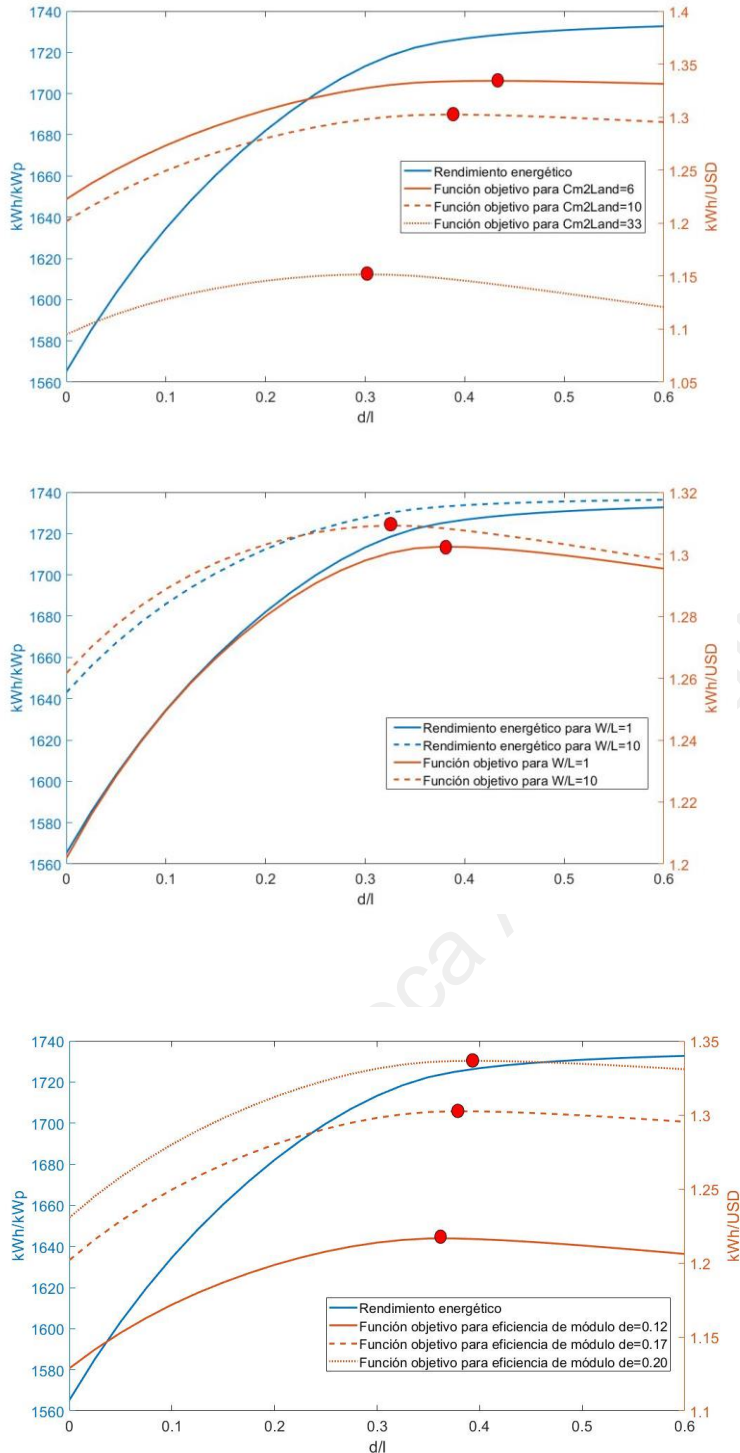 1740
1720
1700
1680
1660
1640
1620
1600
1580
1560
kWh/kWp
1.4
1.35
1.3
1.25
1.2
1.15
1.1
1.05
kWh/USD
Rendimiento energético
Función objetivo para Cm2Land=6
Función objetivo para Cm2Land=10
Función objetivo para Cm2Land=33
0 0.1 0.2 0.3 0.4 0.5 0.6
d/l
1740
1720
1700
1680
1660
1640
1620
1600
1580
1560
kWh/kWp
1.32
1.3
1.28
1.26
1.24
1.22
1.2
kWh/USD
Rendimiento energético para W/L=1
Rendimiento energético para W/L=10
Función objetivo para W/L=1
Función objetivo para W/L=10
0 0.1 0.2 0.3 0.4 0.5 0.6
d/l
1740
1720
1700
1680
1660
1640
1620
1600
1580
1560
kWh/kWp
1.35
1.3
1.25
1.2
1.15
1.1
kWh/USD
Rendimiento energético
Función objetivo para eficiencia de módulo de=0.12
Función objetivo para eficiencia de módulo de=0.17
Función objetivo para eficiencia de módulo de=0.20
0 0.1 0.2 0.3 0.4 0.5 0.6
d/l